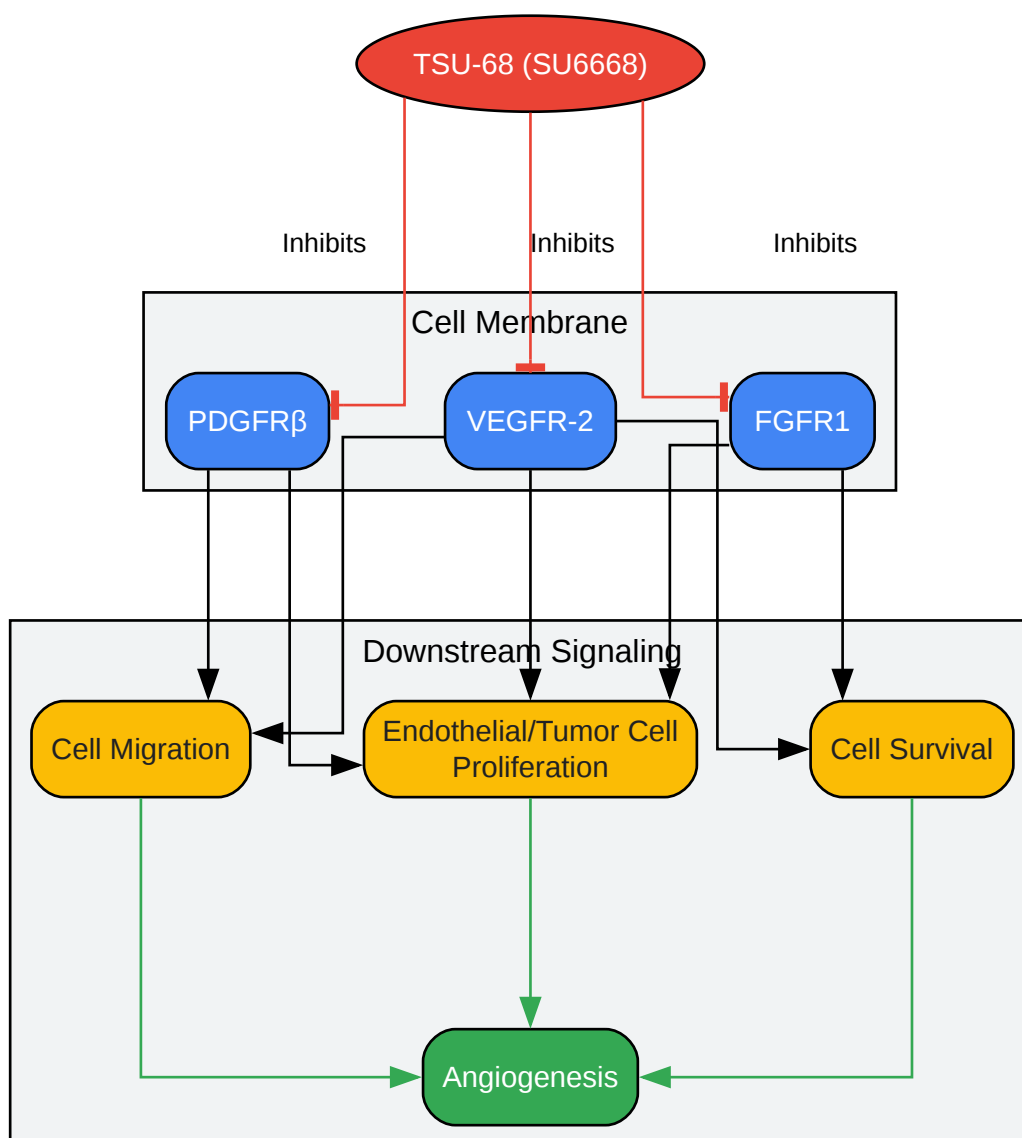 TSU-68 (SU6668)
Inhibits
Inhibits
Inhibits
Cell Membrane
PDGFRβ
VEGFR-2
FGFR1
Downstream Signaling
Cell Migration
Endothelial/Tumor Cell
Proliferation
Cell Survival
Angiogenesis